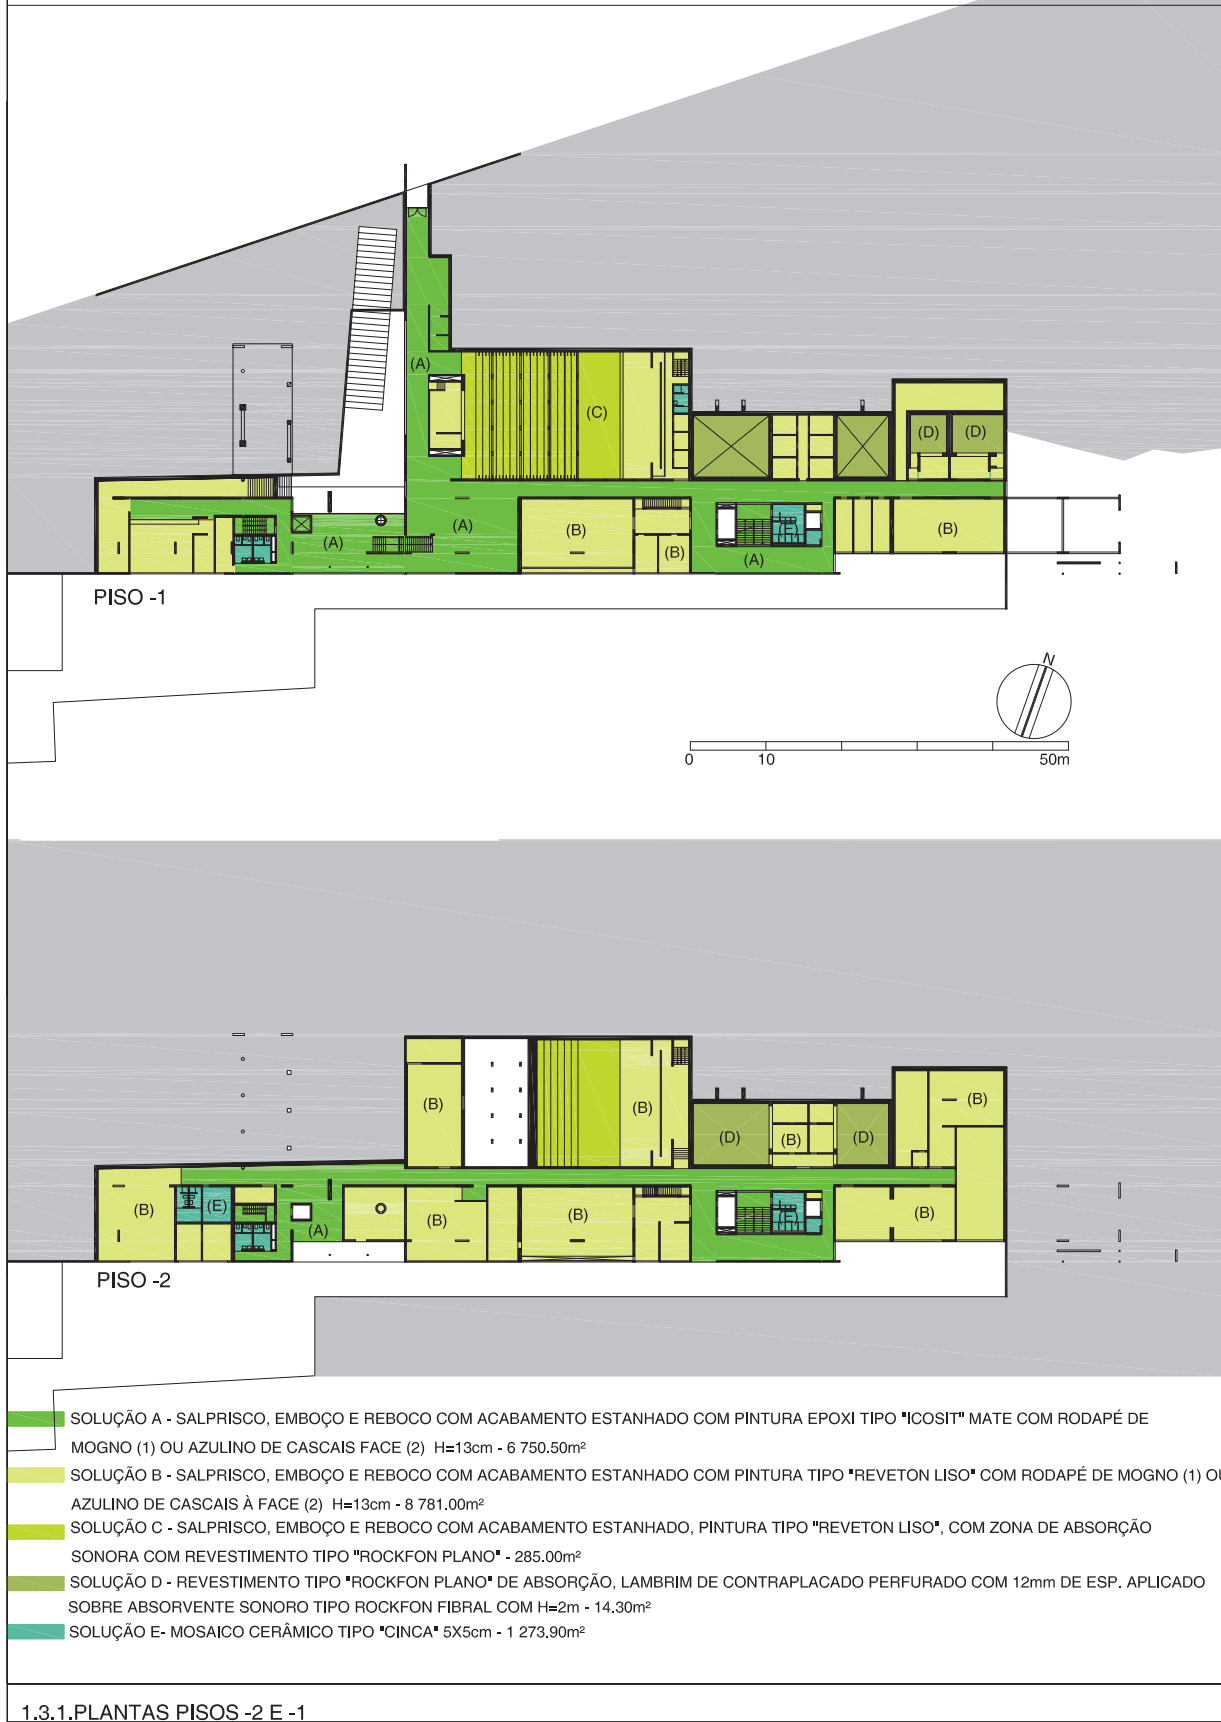 (A)
(C)
(D) (D)
(A)
(A)
(B)
(B)
(E)
(A)
(B)
PISO -1
N
0 10 50m
(B)
(B)
(B)
(D)
(B)
(D)
(B)
(E)
(A)
(B)
(B)
(E)
(B)
PISO -2
SOLUÇÃO A - SALPRISCO, EMBOÇO E REBOCO COM ACABAMENTO ESTANHADO COM PINTURA EPOXI TIPO "ICOSIT" MATE COM RODAPÉ DE
MOGNO (1) OU AZULINO DE CASCAIS FACE (2) H=13cm - 6 750.50m²
SOLUÇÃO B - SALPRISCO, EMBOÇO E REBOCO COM ACABAMENTO ESTANHADO COM PINTURA TIPO "REVETON LISO" COM RODAPÉ DE MOGNO (1) OU
AZULINO DE CASCAIS À FACE (2) H=13cm - 8 781.00m²
SOLUÇÃO C - SALPRISCO, EMBOÇO E REBOCO COM ACABAMENTO ESTANHADO, PINTURA TIPO "REVETON LISO", COM ZONA DE ABSORÇÃO
SONORA COM REVESTIMENTO TIPO "ROCKFON PLANO" - 285.00m²
SOLUÇÃO D - REVESTIMENTO TIPO "ROCKFON PLANO" DE ABSORÇÃO, LAMBRIM DE CONTRAPLACADO PERFURADO COM 12mm DE ESP. APLICADO
SOBRE ABSORVENTE SONORO TIPO ROCKFON FIBRAL COM H=2m - 14.30m²
SOLUÇÃO E- MOSAICO CERÂMICO TIPO "CINCA" 5X5cm - 1 273.90m²
1.3.1.PLANTAS PISOS -2 E -1